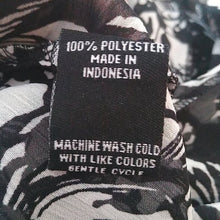 100% POLYESTER
MADE IN
INDONESIA
MACHINE WASH COLD
WITH LIKE COLORS
GENTLE CYCLE